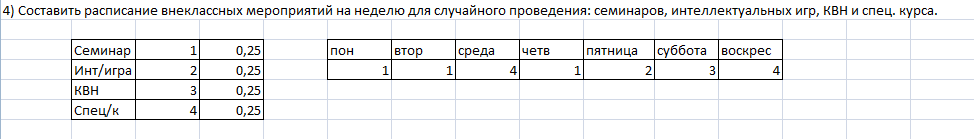 4) Составить расписание внеклассных мероприятий на неделю для случайного проведения: семинаров, интеллектуальных игр, КВН и спец. курса.
Семинар 1 0,25 пон втор среда четв пятница суббота воскрес
Инт/игра 2 0,25 1 1 4 1 2 3 4
КВН 3 0,25
Спец/к 4 0,25